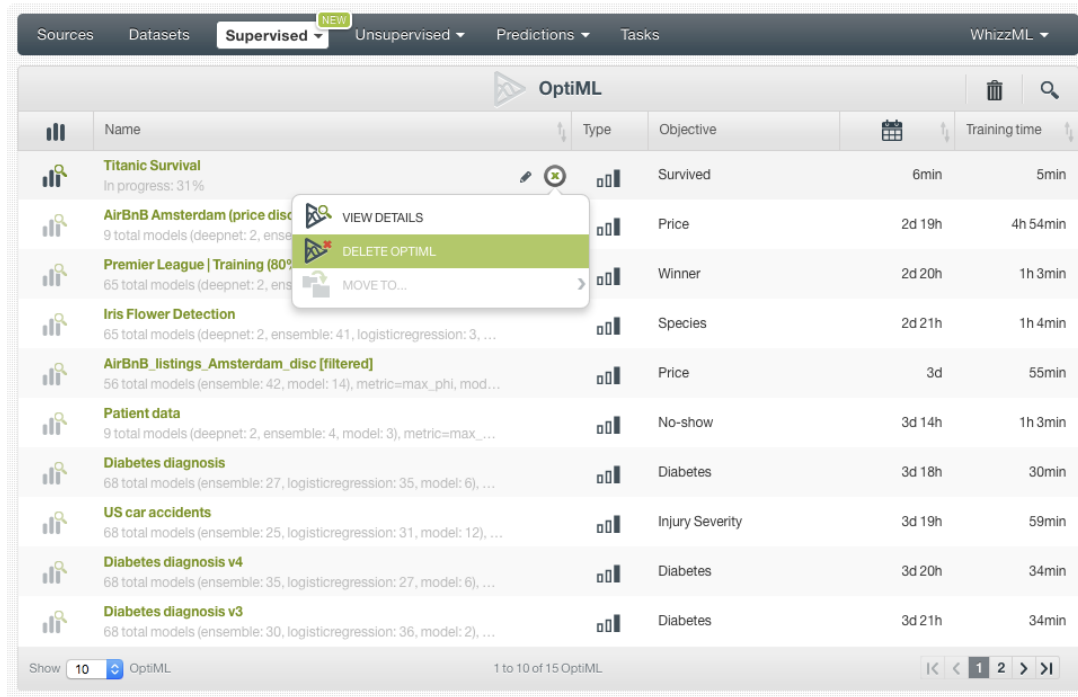 NEW
Sources Datasets Supervised Unsupervised Predictions Tasks WhizzML
OptiML
Name Type Objective Training time
Titanic Survival
In progress: 31%
Survived 6min 5min
VIEW DETAILS
DELETE OPTIML
MOVE TO...
AirBnB Amsterdam (price disc
9 total models (deepnet: 2, ense
Price 2d 19h 4h 54min
Premier League | Training (80%
65 total models (deepnet: 2, ens
Winner 2d 20h 1h 3min
Iris Flower Detection
65 total models (deepnet: 2, ensemble: 41, logisticregression: 3, ...
Species 2d 21h 1h 4min
AirBnB_listings_Amsterdam_disc [filtered]
56 total models (ensemble: 42, model: 14), metric=max_phi, mod...
Price 3d 55min
Patient data
9 total models (deepnet: 2, ensemble: 4, model: 3), metric=max_...
No-show 3d 14h 1h 3min
Diabetes diagnosis
68 total models (ensemble: 27, logisticregression: 35, model: 6), ...
Diabetes 3d 18h 30min
US car accidents
68 total models (ensemble: 25, logisticregression: 31, model: 12), ...
Injury Severity 3d 19h 59min
Diabetes diagnosis v4
68 total models (ensemble: 35, logisticregression: 27, model: 6), ...
Diabetes 3d 20h 34min
Diabetes diagnosis v3
68 total models (ensemble: 30, logisticregression: 36, model: 2), ...
Diabetes 3d 21h 34min
Show 10 OptiML 1 to 10 of 15 OptiML 1 2